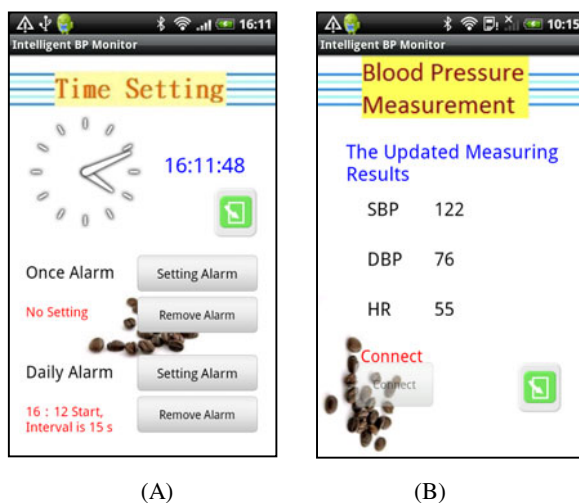 16:11
Intelligent BP Monitor
Time Setting
16:11:48
Once Alarm
Setting Alarm
No Setting
Remove Alarm
Daily Alarm
Setting Alarm
16 : 12 Start,
Interval is 15 s
Remove Alarm
(A)
10:15
Intelligent BP Monitor
Blood Pressure
Measurement
The Updated Measuring
Results
SBP 122
DBP 76
HR 55
Connect
Connect
(B)